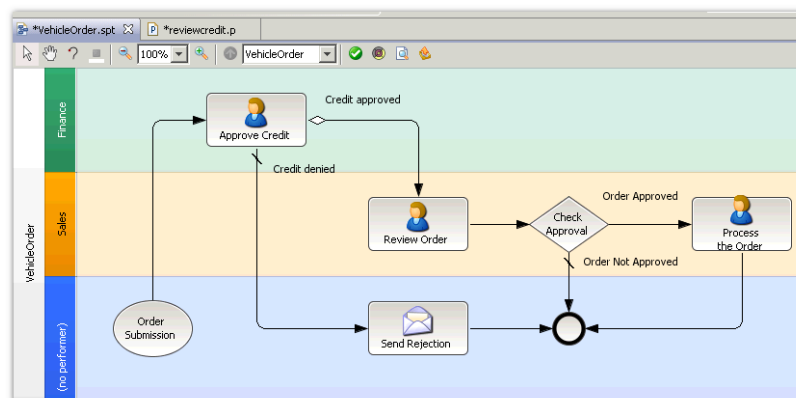 *VehicleOrder.spt
*reviewcredit.p
100%
VehicleOrder
VehicleOrder
Finance
Credit approved
Approve Credit
Credit denied
Sales
Order Approved
Check
Approval
Review Order
Process
the Order
Order Not Approved
(no performer)
Order
Submission
Send Rejection